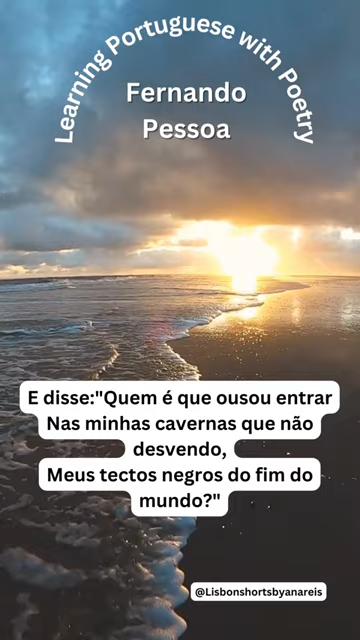 Learning Portuguese with Poetry
Fernando
Pessoa
E disse:"Quem é que ousou entrar
Nas minhas cavernas que não
desvendo,
Meus tectos negros do fim do
mundo?"
@Lisbonshortsbyanareis